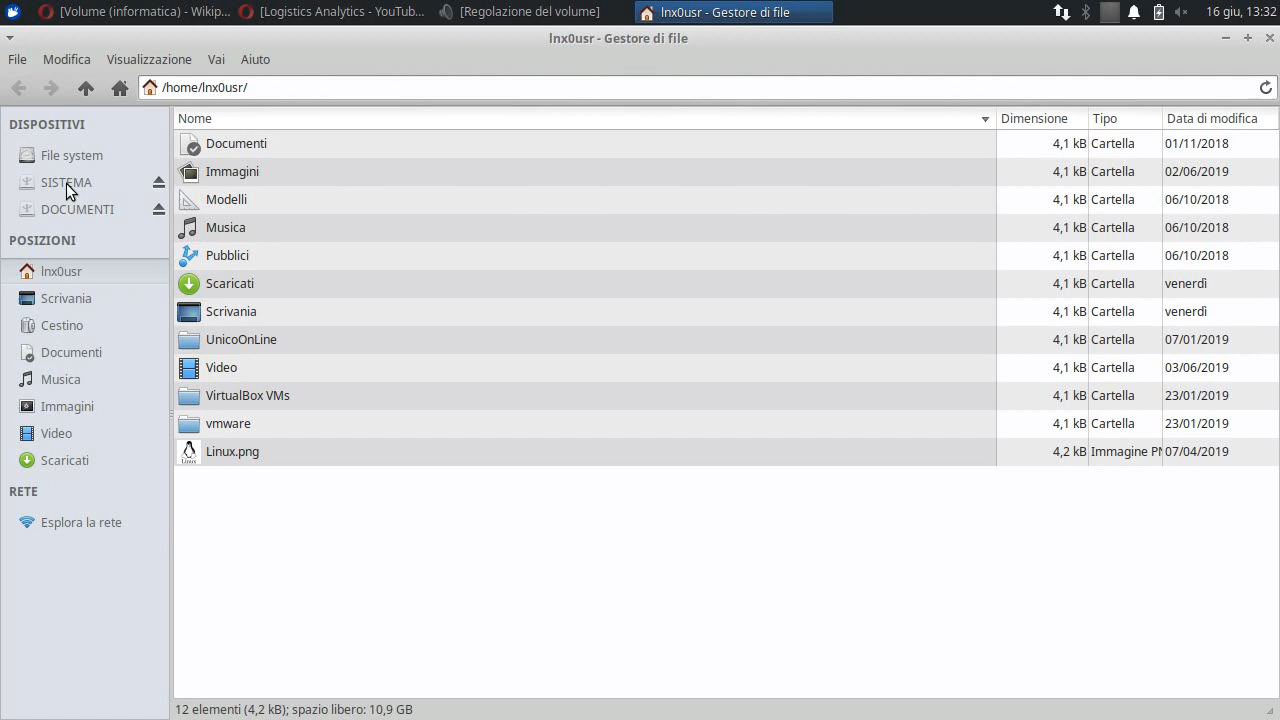 [Volume (informatica) - Wikip... [Logistics Analytics - YouTub... [Regolazione del volume] lnx0usr - Gestore di file 16 giu, 13:32
lnx0usr - Gestore di file
File Modifica Visualizzazione Vai Aiuto
/home/lnx0usr/
DISPOSITIVI
File system
SISTEMA
DOCUMENTI
POSIZIONI
lnx0usr
Scrivania
Cestino
Documenti
Musica
Immagini
Video
Scaricati
RETE
Esplora la rete
Nome Dimensione Tipo Data di modifica
Documenti 4,1 kB Cartella 01/11/2018
Immagini 4,1 kB Cartella 02/06/2019
Modelli 4,1 kB Cartella 06/10/2018
Musica 4,1 kB Cartella 06/10/2018
Pubblici 4,1 kB Cartella 06/10/2018
Scaricati 4,1 kB Cartella venerdì
Scrivania 4,1 kB Cartella venerdì
UnicoOnLine 4,1 kB Cartella 07/01/2019
Video 4,1 kB Cartella 03/06/2019
VirtualBox VMs 4,1 kB Cartella 23/01/2019
vmware 4,1 kB Cartella 23/01/2019
Linux.png 4,2 kB Immagine PN 07/04/2019
12 elementi (4,2 kB); spazio libero: 10,9 GB